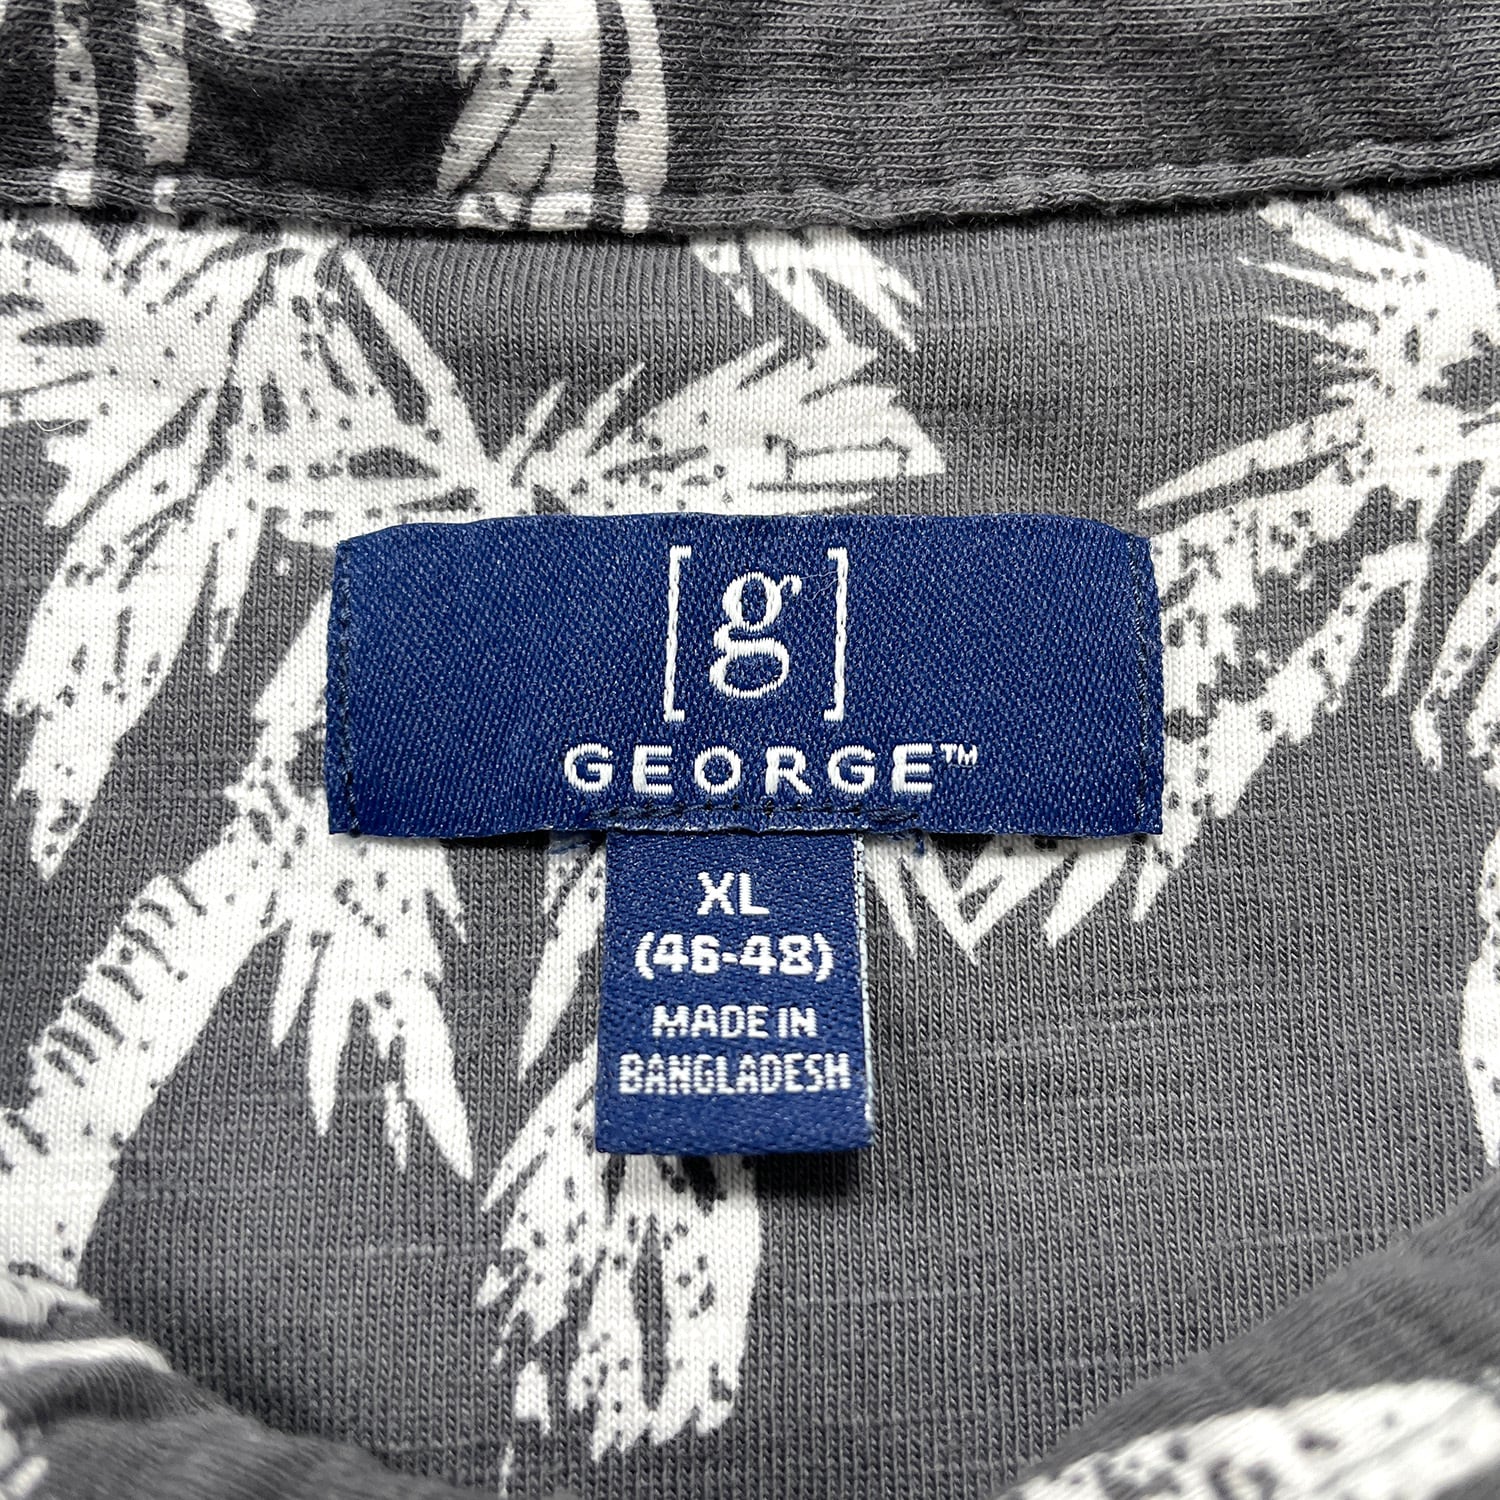 [g]
GEORGE™
XL
(46-48)
MADE IN
BANGLADESH